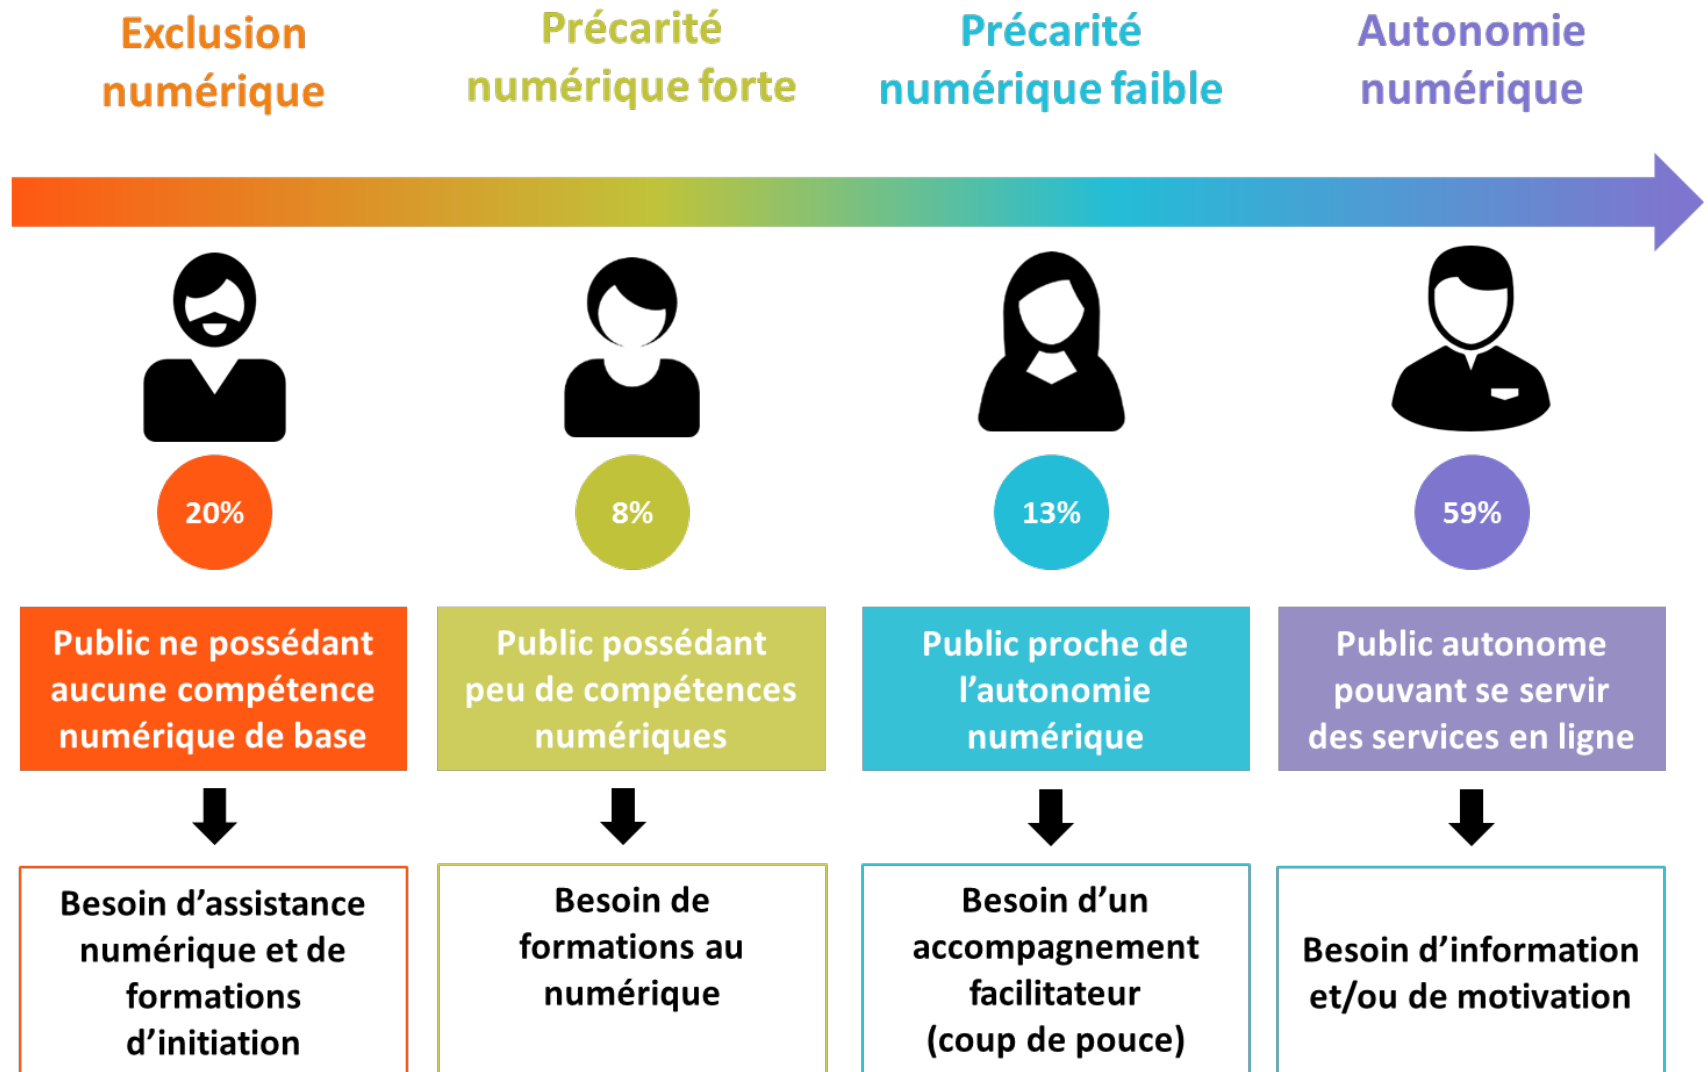 Exclusion
numérique
Précarité
numérique forte
Précarité
numérique faible
Autonomie
numérique
20%
8%
13%
59%
Public ne possédant
aucune compétence
numérique de base
Public possédant
peu de compétences
numériques
Public proche de
l’autonomie
numérique
Public autonome
pouvant se servir
des services en ligne
Besoin d’assistance
numérique et de
formations
d’initiation
Besoin de
formations au
numérique
Besoin d’un
accompagnement
facilitateur
(coup de pouce)
Besoin d’information
et/ou de motivation